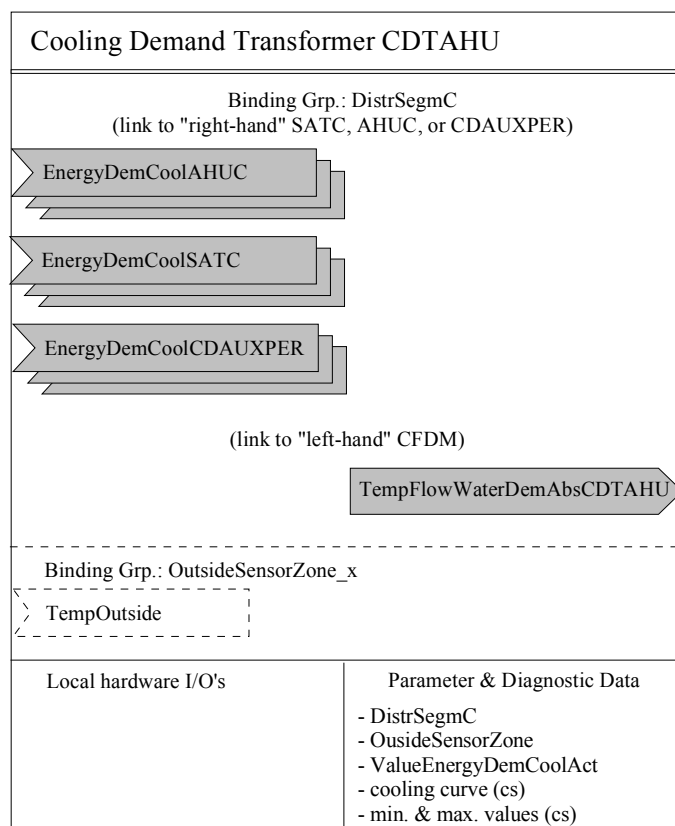 Cooling Demand Transformer CDTAHU
Binding Grp.: DistrSegmC
(link to "right-hand" SATC, AHUC, or CDAUXPER)
EnergyDemCoolAHUC
EnergyDemCoolSATC
EnergyDemCoolCDAUXPER
(link to "left-hand" CFDM)
TempFlowWaterDemAbsCDTAHU
Binding Grp.: OutsideSensorZone_x
TempOutside
Local hardware I/O's
Parameter & Diagnostic Data
- DistrSegmC
- OusideSensorZone
- ValueEnergyDemCoolAct
- cooling curve (cs)
- min. & max. values (cs)